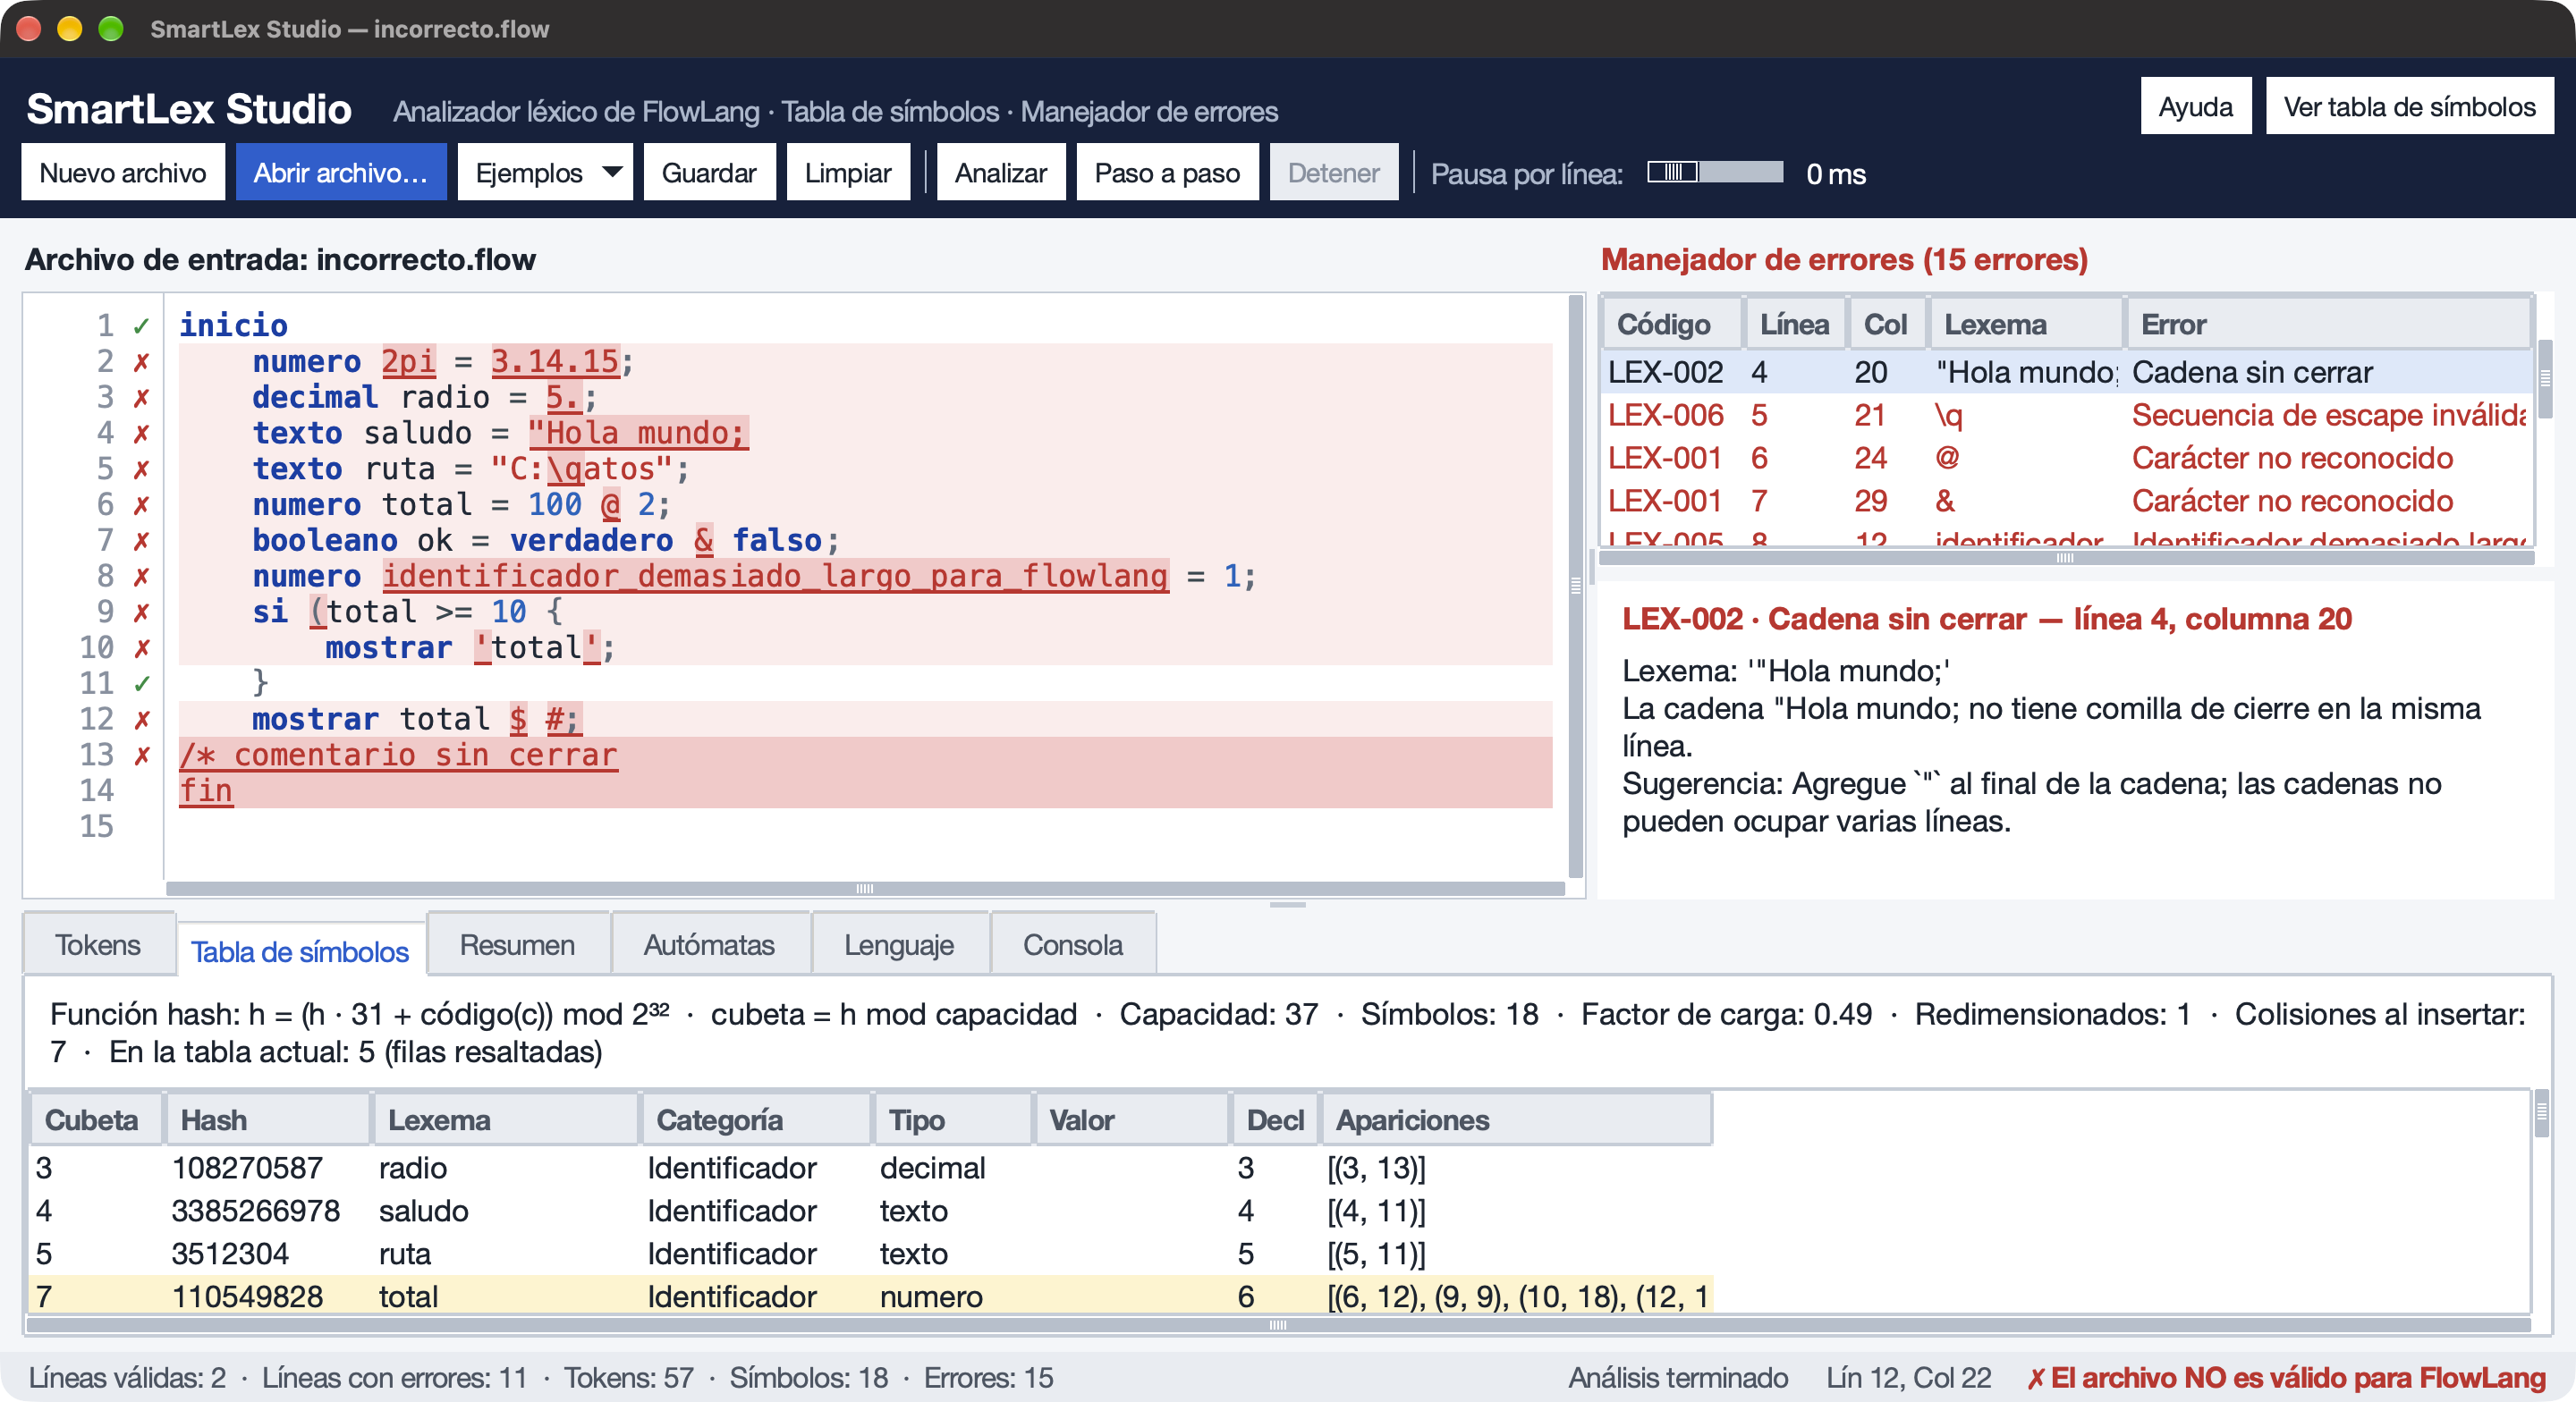 SmartLex Studio — incorrecto.flow
SmartLex Studio Analizador léxico de FlowLang · Tabla de símbolos · Manejador de errores Ayuda Ver tabla de símbolos
Nuevo archivo Abrir archivo... Ejemplos Guardar Limpiar Analizar Paso a paso Detener Pausa por línea: 0 ms
Archivo de entrada: incorrecto.flow
1 ✓ inicio
2 ✗ numero 2pi = 3.14.15;
3 ✗ decimal radio = 5.;
4 ✗ texto saludo = "Hola mundo;
5 ✗ texto ruta = "C:\qatos";
6 ✗ numero total = 100 @ 2;
7 ✗ booleano ok = verdadero & falso;
8 ✗ numero identificador_demasiado_largo_para_flowlang = 1;
9 ✗ si (total >= 10 {
10 ✗ mostrar 'total';
11 ✓ }
12 ✗ mostrar total $ #;
13 ✗ /* comentario sin cerrar
14 fin
15
Manejador de errores (15 errores)
Código Línea Col Lexema Error
LEX-002 4 20 "Hola mundo; Cadena sin cerrar
LEX-006 5 21 \q Secuencia de escape inválida
LEX-001 6 24 @ Carácter no reconocido
LEX-001 7 29 & Carácter no reconocido
LEX-005 8 12 identificador_ Identificador demasiado largo
LEX-002 · Cadena sin cerrar — línea 4, columna 20
Lexema: '"Hola mundo;'
La cadena "Hola mundo; no tiene comilla de cierre en la misma
línea.
Sugerencia: Agregue `"` al final de la cadena; las cadenas no
pueden ocupar varias líneas.
Tokens Tabla de símbolos Resumen Autómatas Lenguaje Consola
Función hash: h = (h · 31 + código(c)) mod 2³² · cubeta = h mod capacidad · Capacidad: 37 · Símbolos: 18 · Factor de carga: 0.49 · Redimensionados: 1 · Colisiones al insertar:
7 · En la tabla actual: 5 (filas resaltadas)
Cubeta Hash Lexema Categoría Tipo Valor Decl Apariciones
3 108270587 radio Identificador decimal 3 [(3, 13)]
4 3385266978 saludo Identificador texto 4 [(4, 11)]
5 3512304 ruta Identificador texto 5 [(5, 11)]
7 110549828 total Identificador numero 6 [(6, 12), (9, 9), (10, 18), (12, 1
Líneas válidas: 2 · Líneas con errores: 11 · Tokens: 57 · Símbolos: 18 · Errores: 15 Análisis terminado Lín 12, Col 22 ✗ El archivo NO es válido para FlowLang